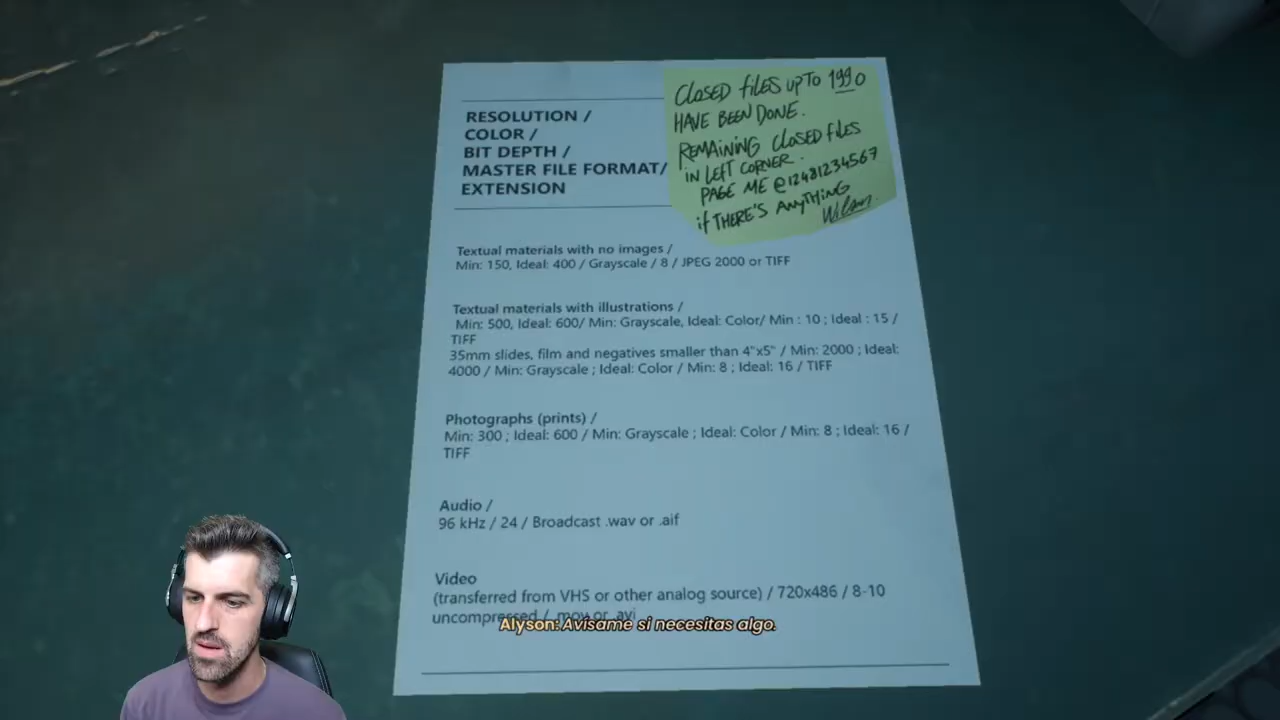 RESOLUTION /
COLOR /
BIT DEPTH /
MASTER FILE FORMAT/
EXTENSION
CLOSED fiLES UP TO 1990
HAVE BEEN DONE.
REMAINING CLOSED fiLES
IN LEFT CORNER.
PAGE ME @12481234567
if THERE'S ANYTHING
Wilson.
Textual materials with no images /
Min: 150, Ideal: 400 / Grayscale / 8 / JPEG 2000 or TIFF
Textual materials with illustrations /
Min: 500, Ideal: 600/ Min: Grayscale, Ideal: Color/ Min : 10 ; Ideal : 15 /
TIFF
35mm slides, film and negatives smaller than 4"x5" / Min: 2000 ; Ideal:
4000 / Min: Grayscale ; Ideal: Color / Min: 8 ; Ideal: 16 / TIFF
Photographs (prints) /
Min: 300 ; Ideal: 600 / Min: Grayscale ; Ideal: Color / Min: 8 ; Ideal: 16 /
TIFF
Audio /
96 kHz / 24 / Broadcast .wav or .aif
Video
(transferred from VHS or other analog source) / 720x486 / 8-10
uncompressed / .mov or .avi
Alyson: Avísame si necesitas algo.